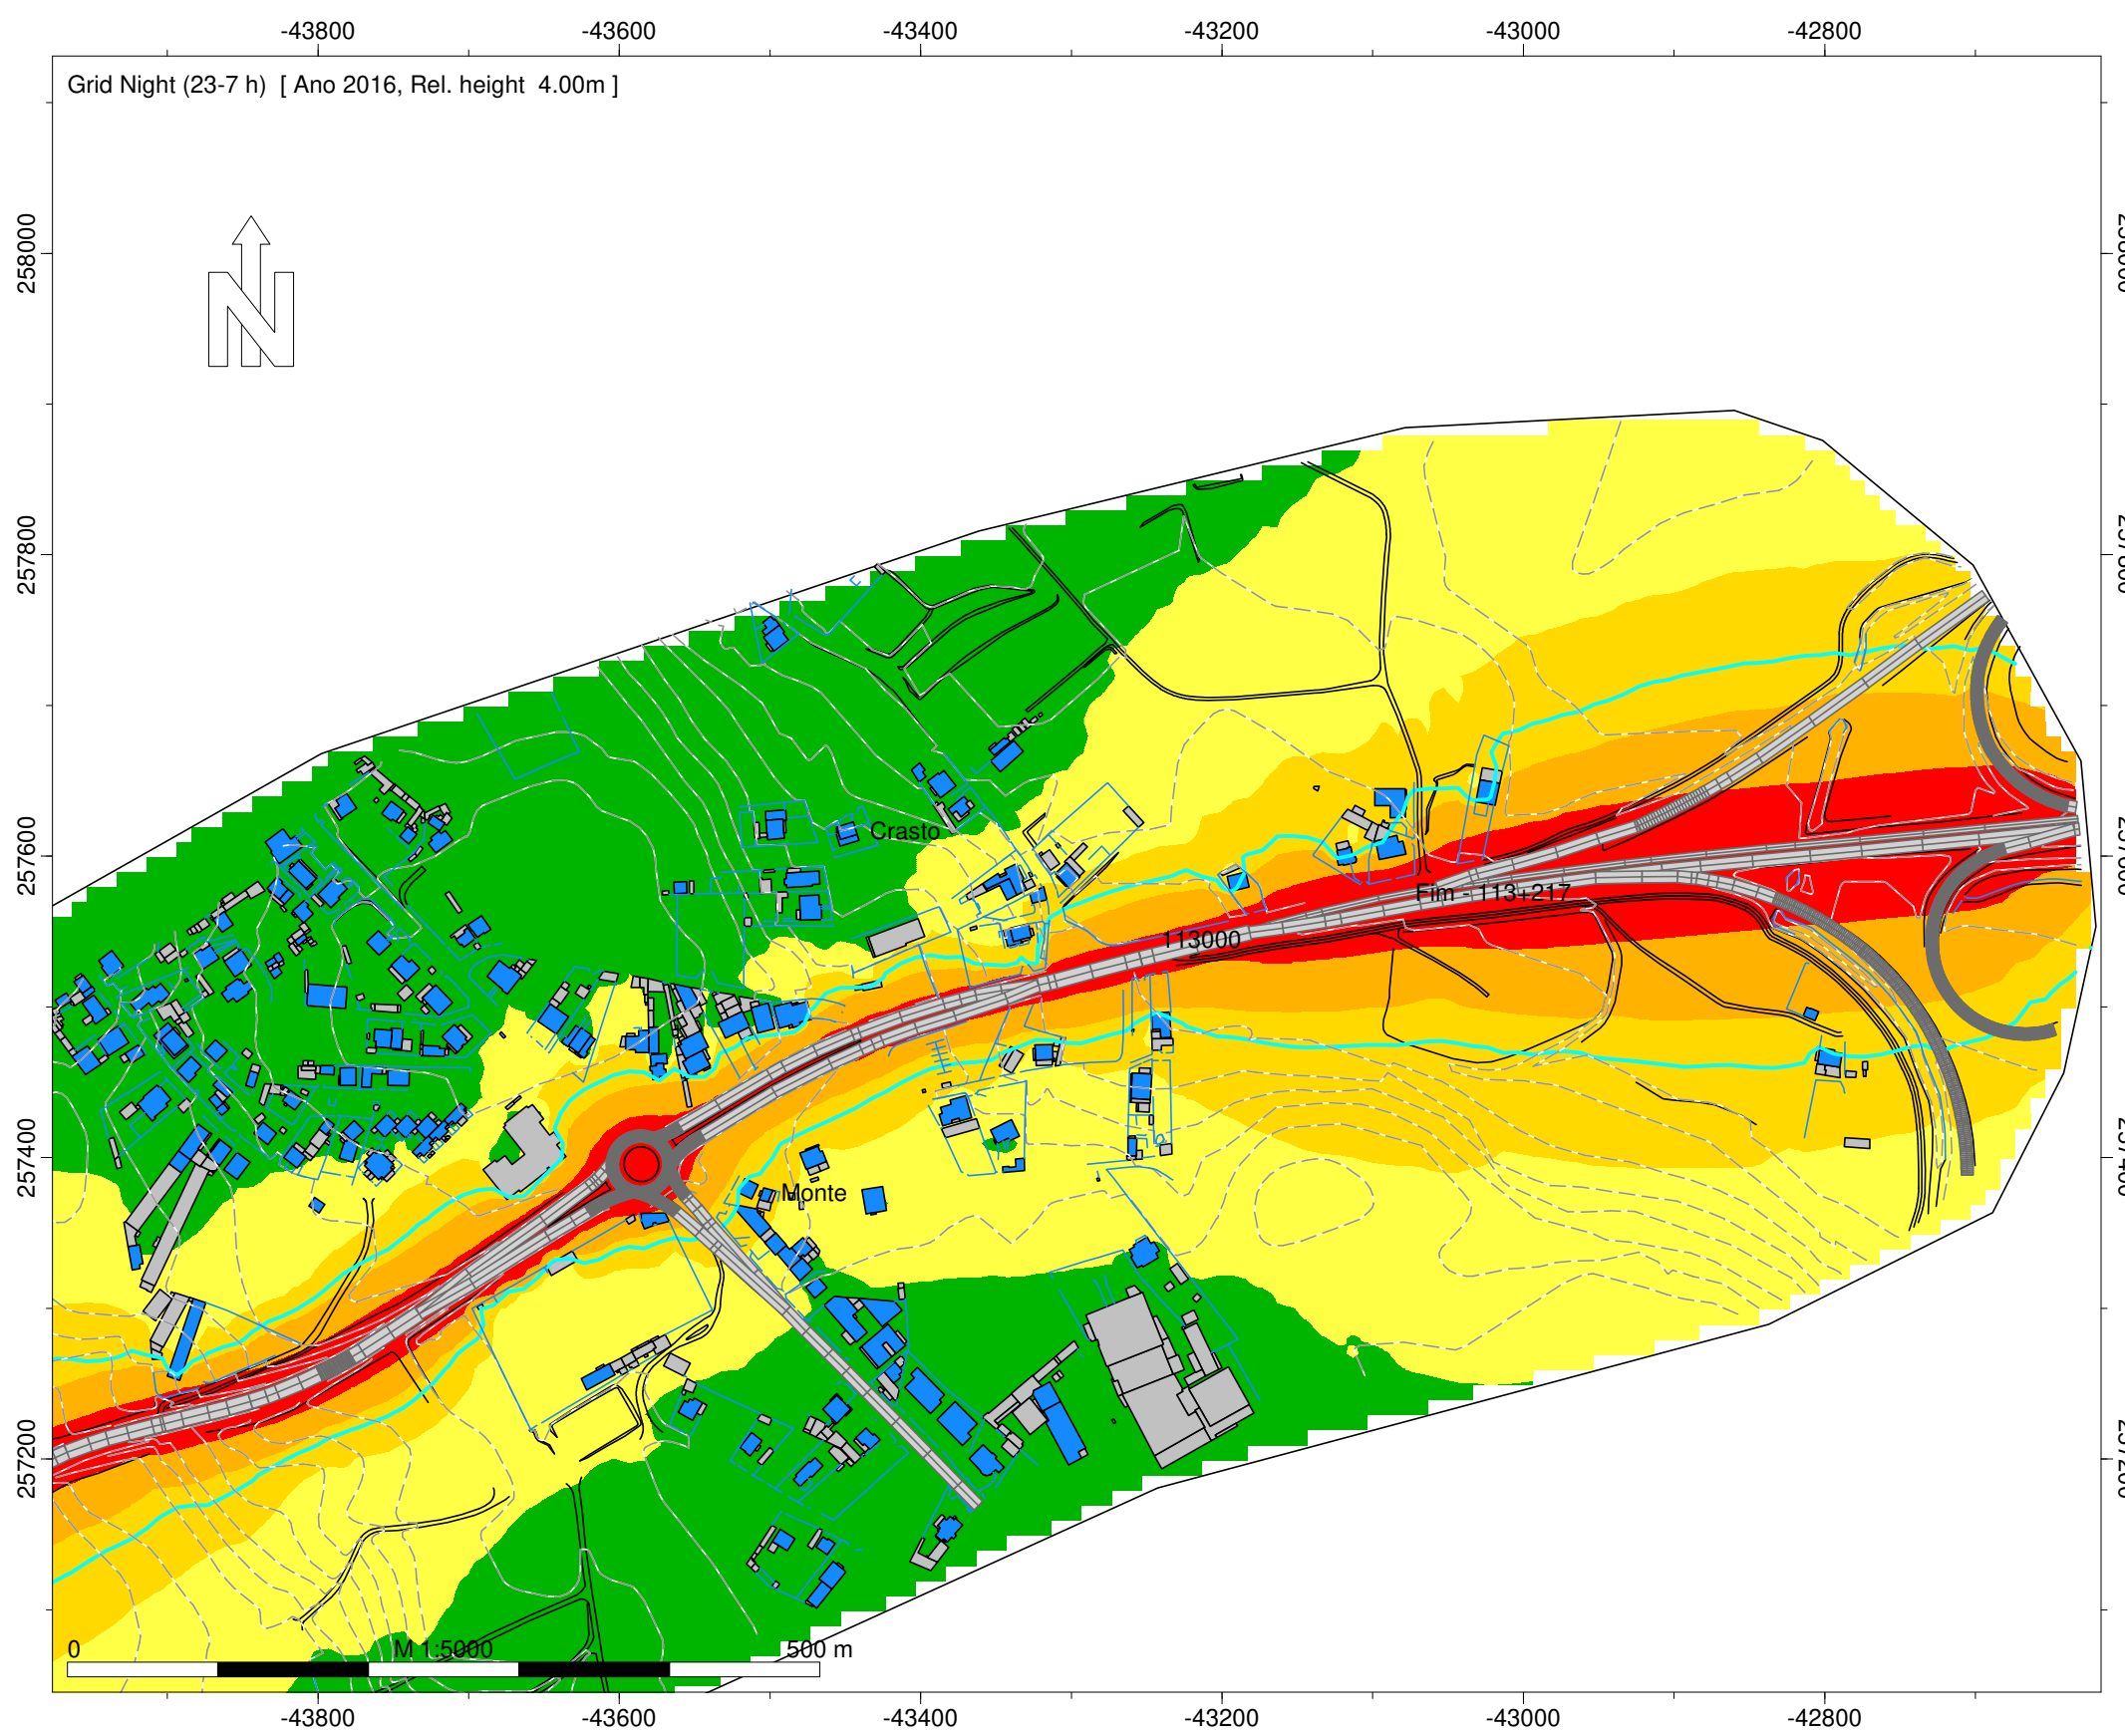 -43800 -43600 -43400 -43200 -43000 -42800
Grid Night (23-7 h) [ Ano 2016, Rel. height 4.00m ]
258000
N
257800
257600
Crasto
Fim - 113+217
113000
257400
Monte
257200
0 M 1:5000 500 m
-43800 -43600 -43400 -43200 -43000 -42800